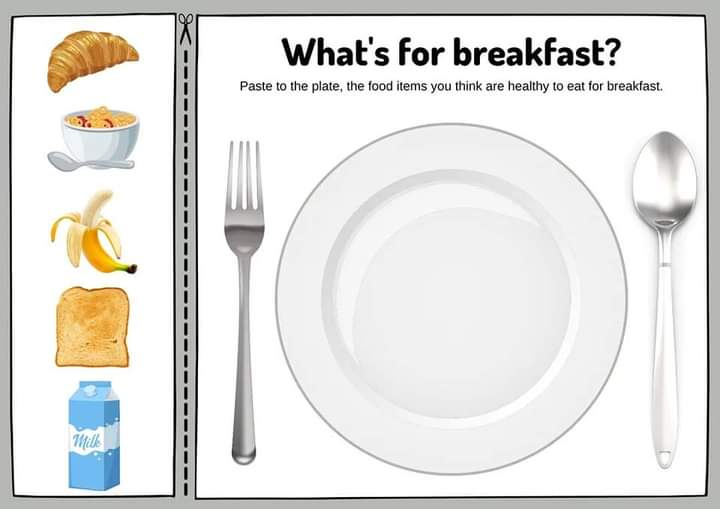 What's for breakfast?
Paste to the plate, the food items you think are healthy to eat for breakfast.
Milk